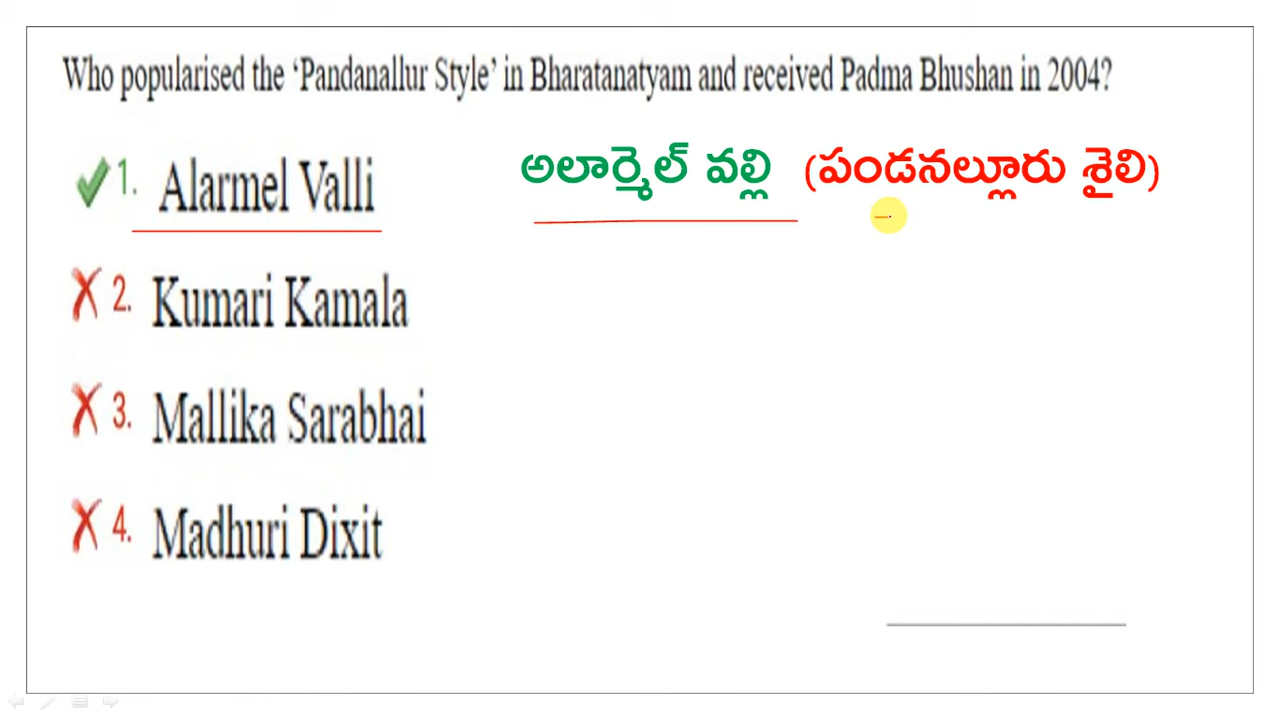 Who popularised the ‘Pandanallur Style’ in Bharatanatyam and received Padma Bhushan in 2004?
1. Alarmel Valli
అలార్మెల్ వల్లి (పండనల్లూరు శైలి)
2. Kumari Kamala
3. Mallika Sarabhai
4. Madhuri Dixit